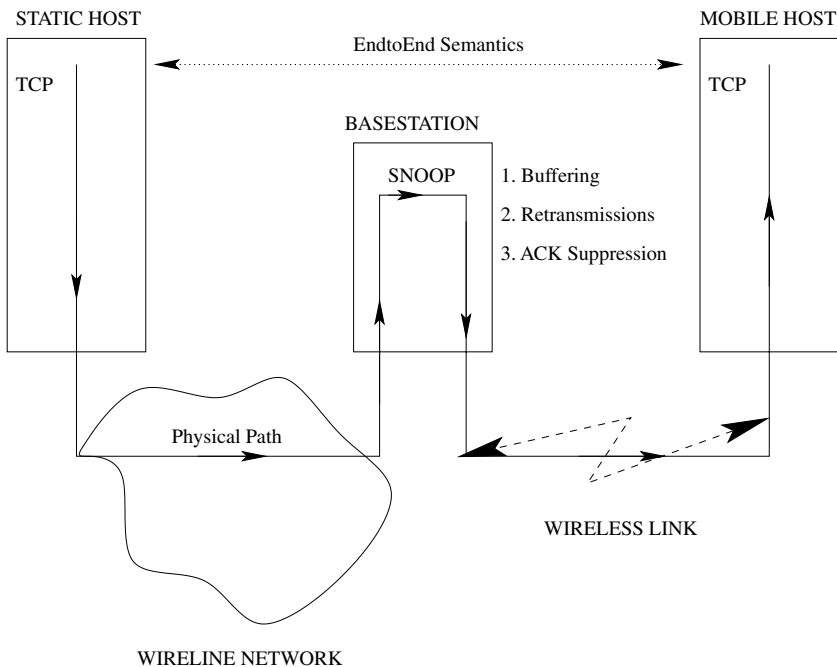 STATIC HOST
MOBILE HOST
EndtoEnd Semantics
TCP
TCP
BASESTATION
SNOOP
1. Buffering
2. Retransmissions
3. ACK Suppression
Physical Path
WIRELESS LINK
WIRELINE NETWORK